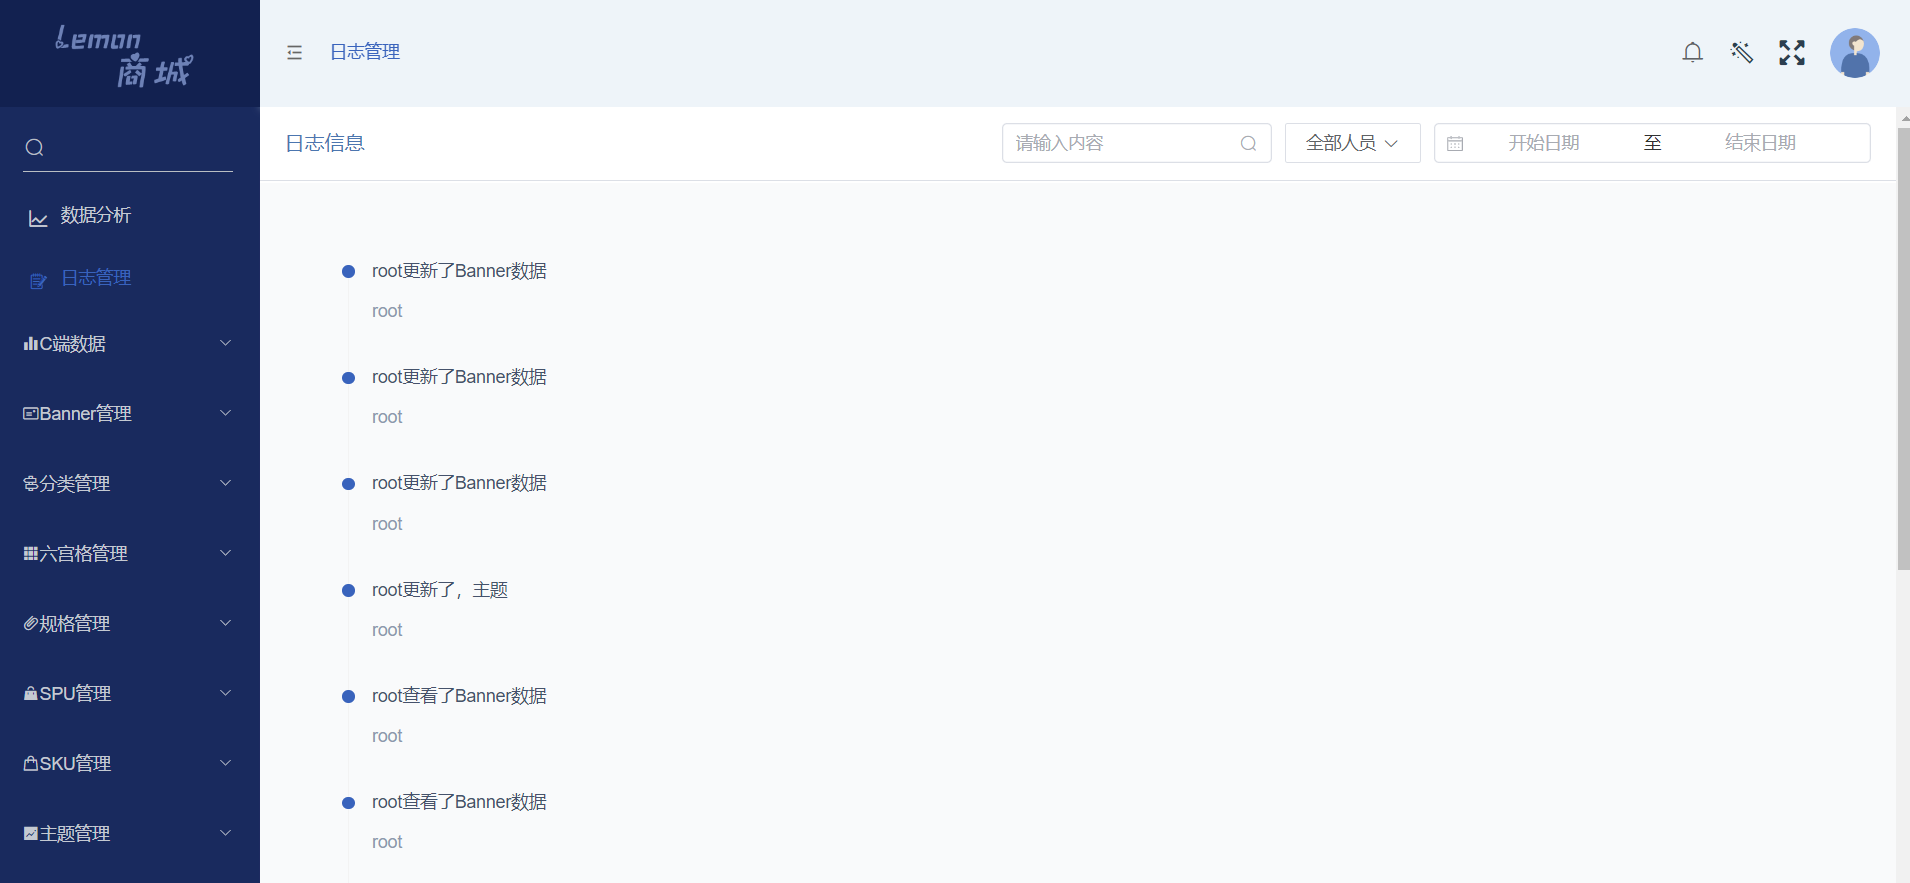 Lemon
商城
数据分析
日志管理
C端数据
Banner管理
分类管理
六宫格管理
规格管理
SPU管理
SKU管理
主题管理
日志管理
日志信息
请输入内容
全部人员
开始日期 至 结束日期
root更新了Banner数据
root
root更新了Banner数据
root
root更新了Banner数据
root
root更新了，主题
root
root查看了Banner数据
root
root查看了Banner数据
root